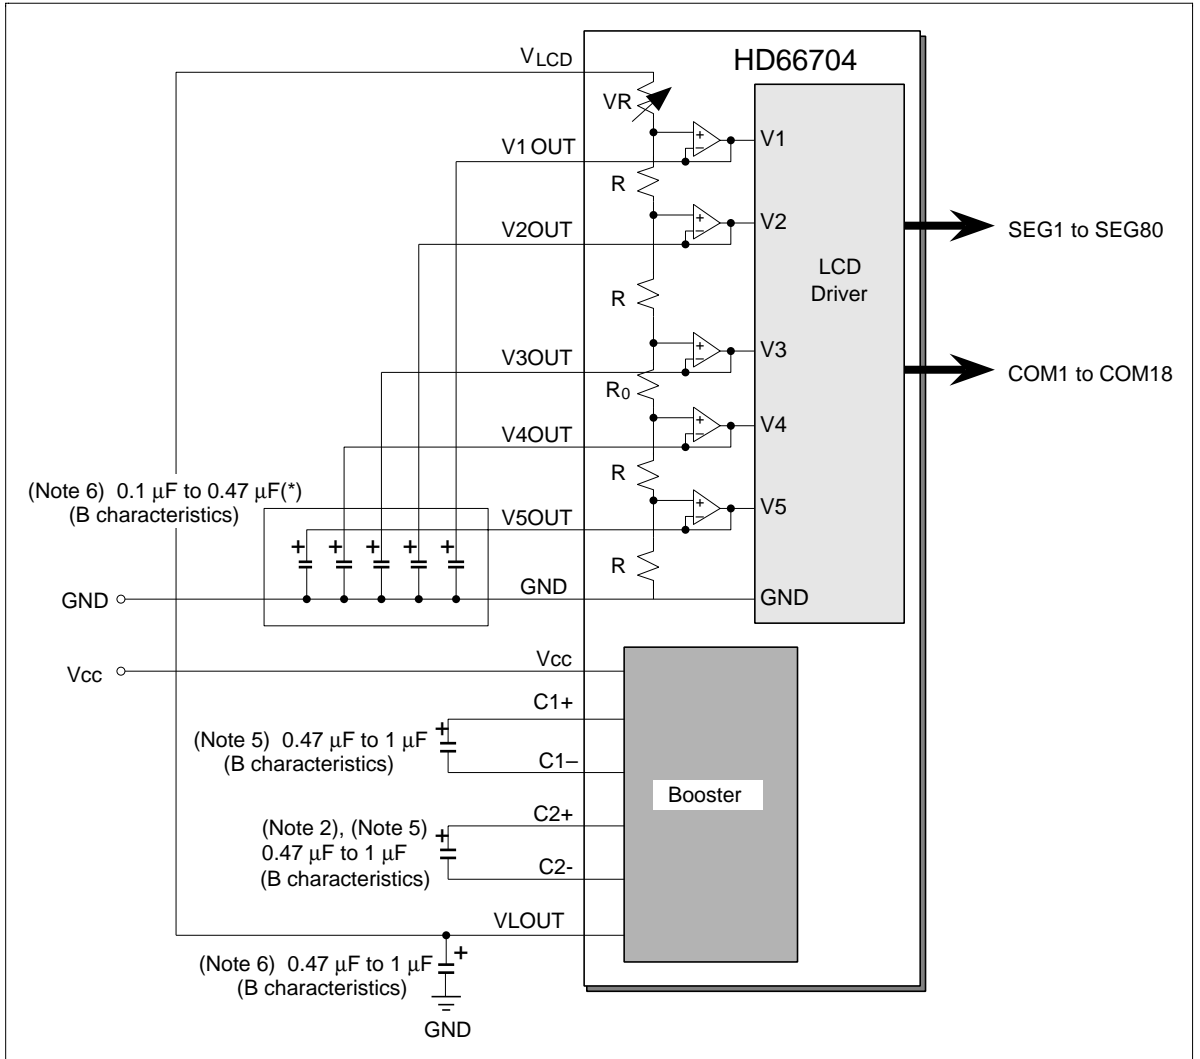 HD66704
VLCD
VR
V1OUT
V1
R
V2OUT
V2
SEG1 to SEG80
LCD
Driver
R
V3OUT
V3
COM1 to COM18
R0
V4OUT
V4
R
(Note 6) 0.1 μF to 0.47 μF(*)
(B characteristics)
V5OUT
V5
+ + + + +
R
GND
GND
GND
Vcc
Vcc
C1+
(Note 5) 0.47 μF to 1 μF
(B characteristics)
+
C1–
Booster
C2+
(Note 2), (Note 5)
0.47 μF to 1 μF
(B characteristics)
+
C2-
VLOUT
(Note 6) 0.47 μF to 1 μF
(B characteristics)
+
GND